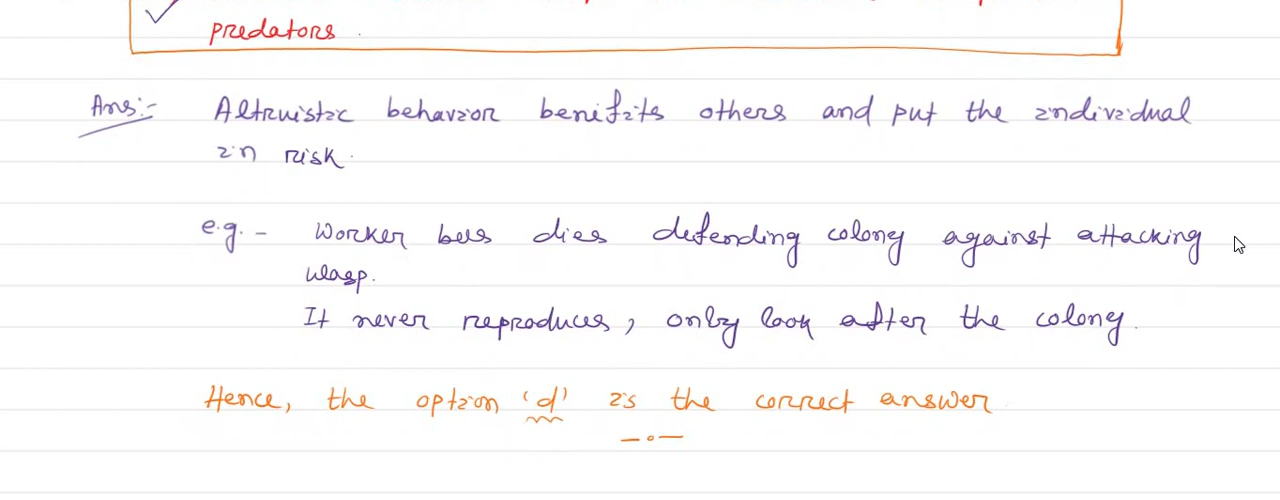 predators.
Ans:- Altruistic behavior benifits others and put the individual
in risk.
e.g. - Worker bees dies defending colony against attacking
wasp.
It never reproduces, only look after the colony.
Hence, the option 'd' is the correct answer